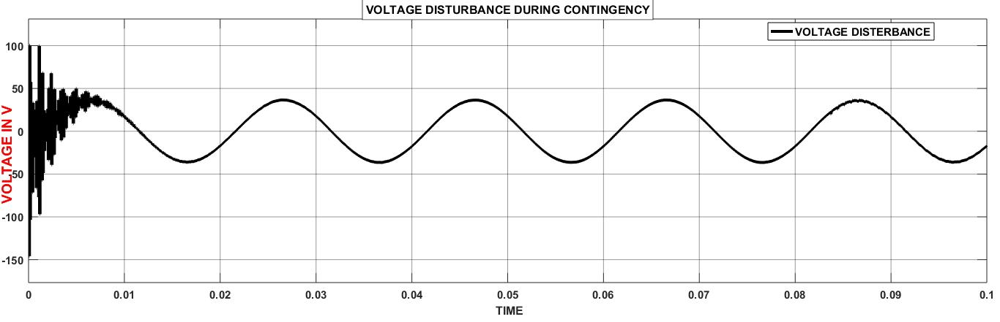 VOLTAGE DISTURBANCE DURING CONTINGENCY
VOLTAGE DISTERBANCE
100
50
0
-50
-100
-150
VOLTAGE IN V
0 0.01 0.02 0.03 0.04 0.05 0.06 0.07 0.08 0.09 0.1
TIME